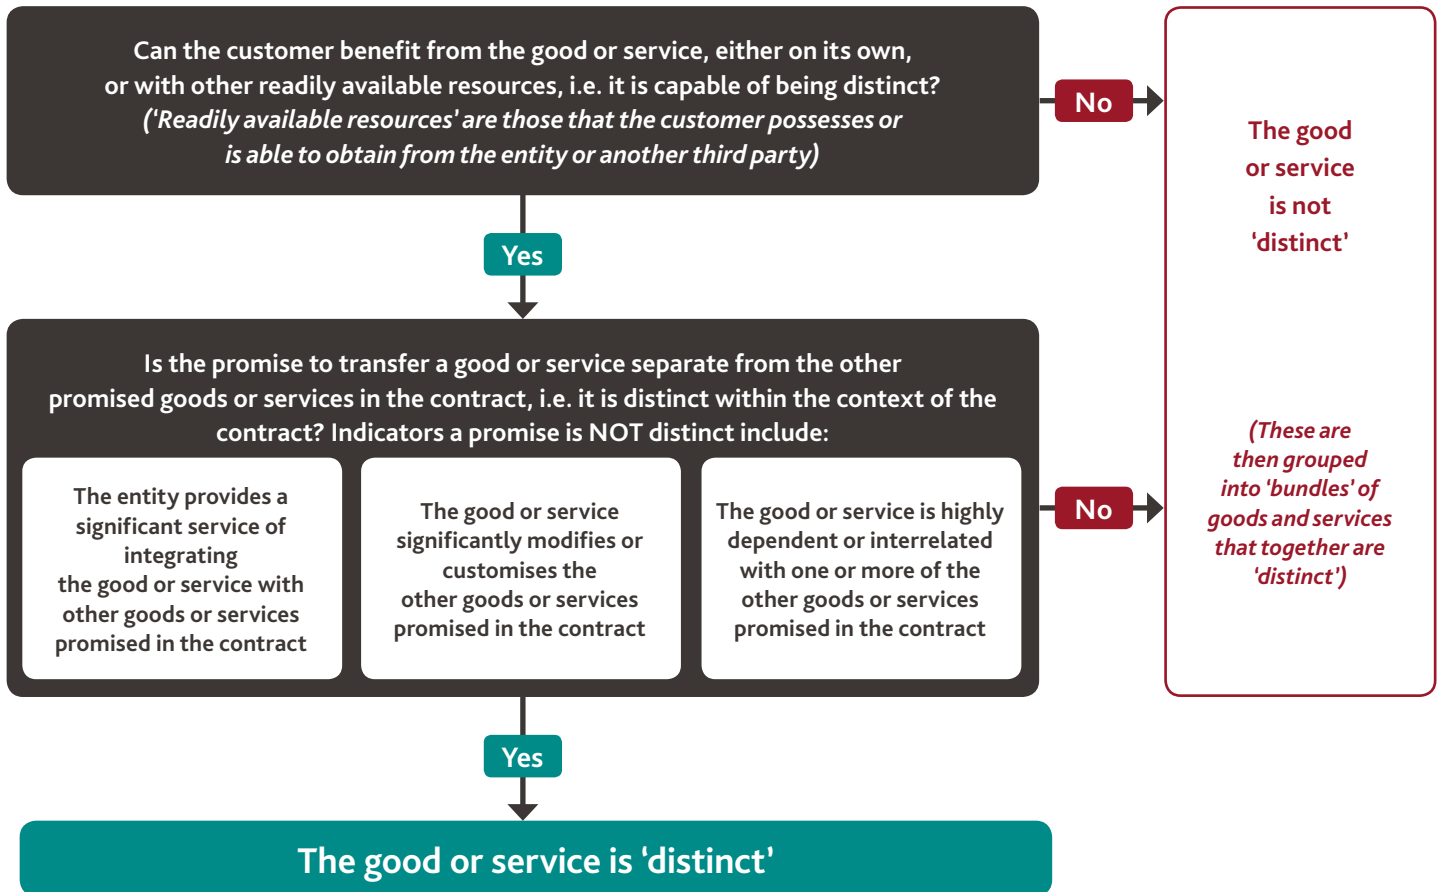 Can the customer benefit from the good or service, either on its own,
or with other readily available resources, i.e. it is capable of being distinct?
(‘Readily available resources’ are those that the customer possesses or
is able to obtain from the entity or another third party)
No
The good
or service
is not
‘distinct’
Yes
Is the promise to transfer a good or service separate from the other
promised goods or services in the contract, i.e. it is distinct within the context of the
contract? Indicators a promise is NOT distinct include:
The entity provides a
significant service of
integrating
the good or service with
other goods or services
promised in the contract
The good or service
significantly modifies or
customises the
other goods or services
promised in the contract
The good or service is highly
dependent or interrelated
with one or more of the
other goods or services
promised in the contract
No
(These are
then grouped
into ‘bundles’ of
goods and services
that together are
‘distinct’)
Yes
The good or service is ‘distinct’